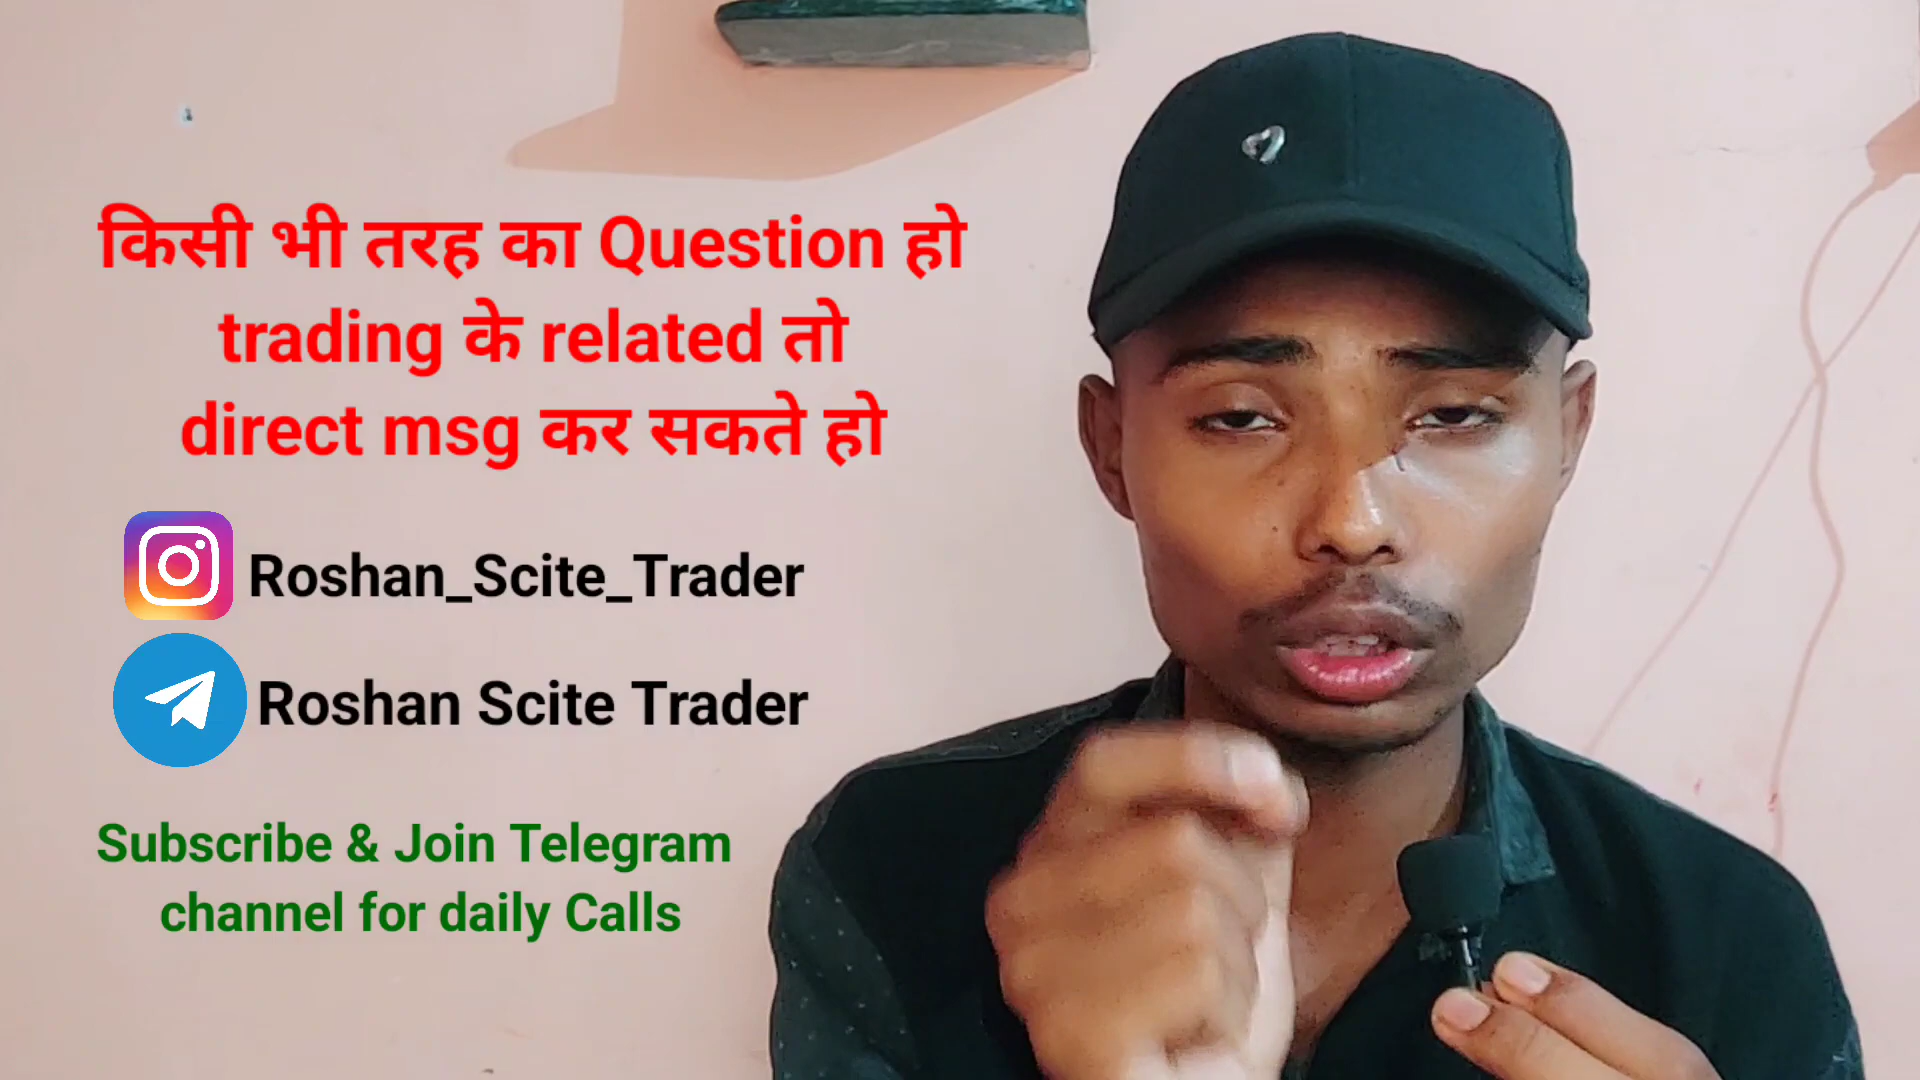 किसी भी तरह का Question हो
trading के related तो
direct msg कर सकते हो
Roshan_Scite_Trader
Roshan Scite Trader
Subscribe & Join Telegram
channel for daily Calls